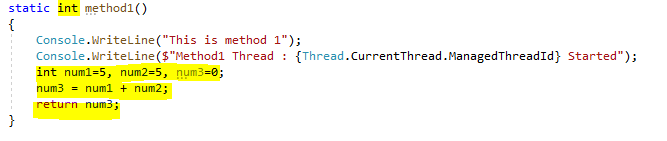 static int method1()
{
Console.WriteLine("This is method 1");
Console.WriteLine($"Method1 Thread : {Thread.CurrentThread.ManagedThreadId} Started");
int num1=5, num2=5, num3=0;
num3 = num1 + num2;
return num3;
}